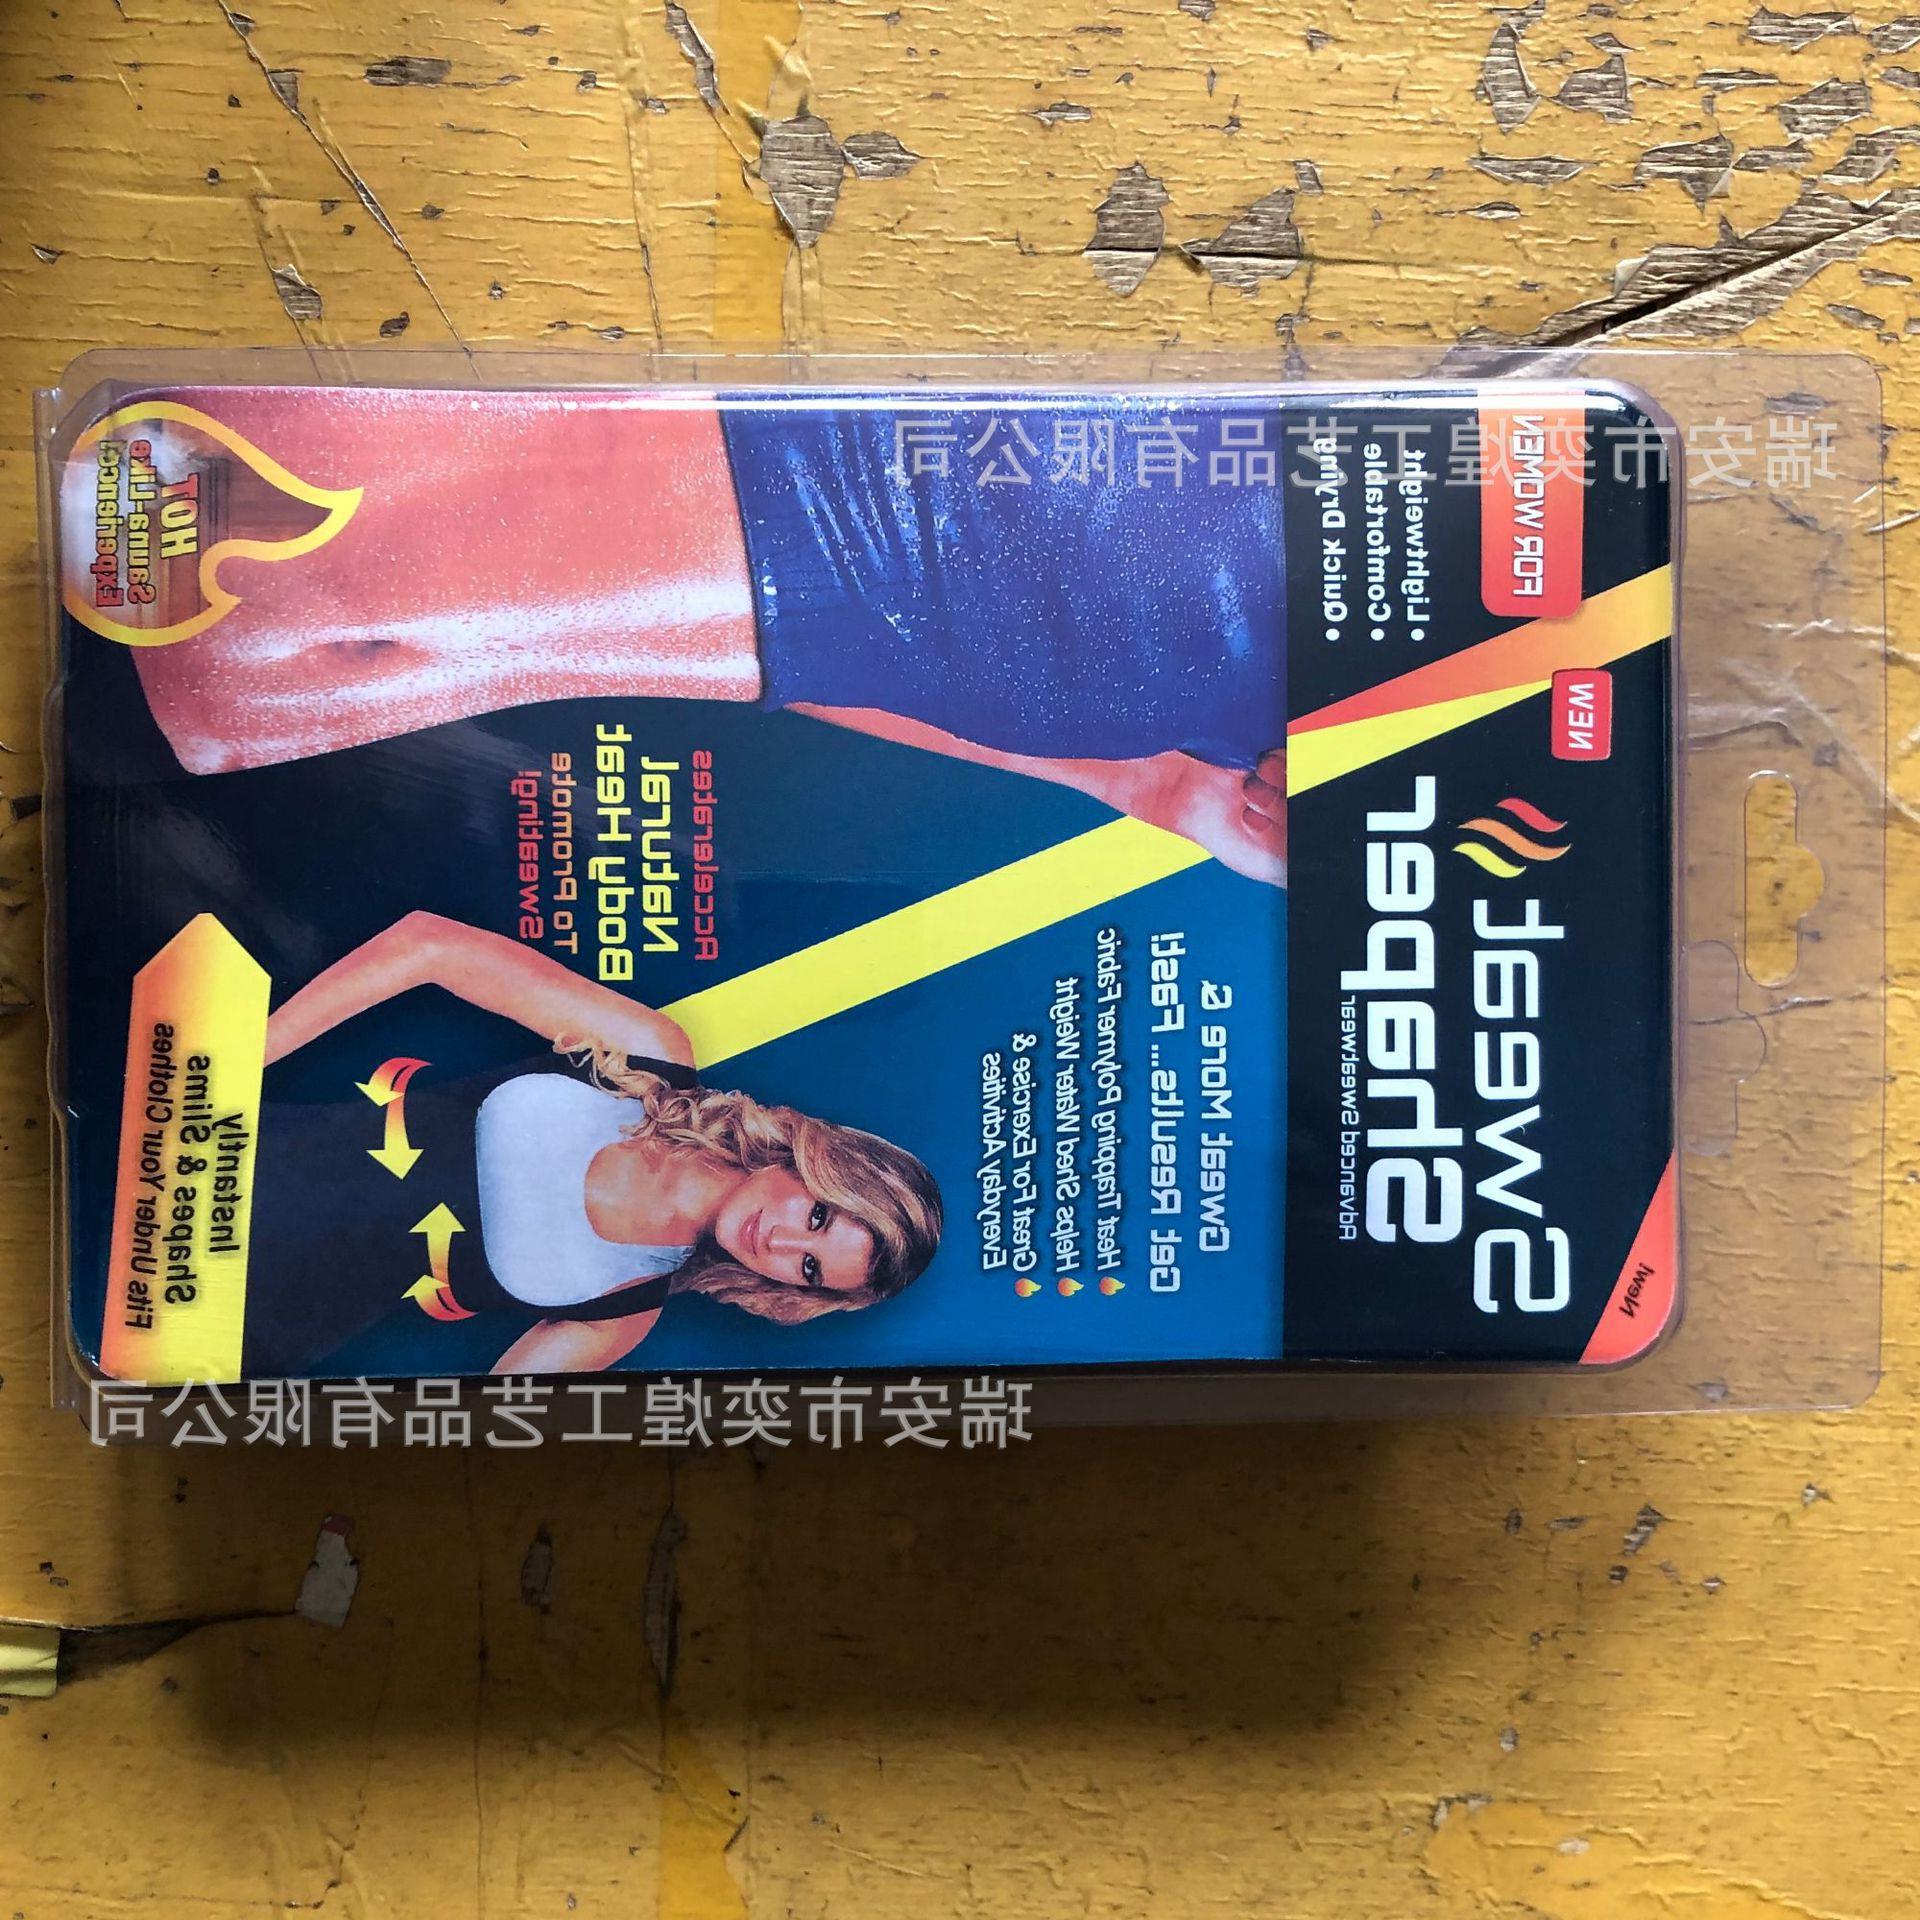 New!
Sweat
Shaper
Advanced Sweatwear
NEW
FOR WOMEN
• Lightweight
• Comfortable
• Quick Drying
Sweat More &
Get Results... Fast!
Heat Trapping Polymer Fabric
Helps Shed Water Weight
Great For Exercise &
Everyday Activities
Accelerates
Natural
Body Heat
To Promote
Sweating!
Instantly
Shapes & Slims
Fits Under Your Clothes
HOT
Sauna-Like
Experience!
瑞安市奕煌工艺品有限公司
瑞安市奕煌工艺品有限公司